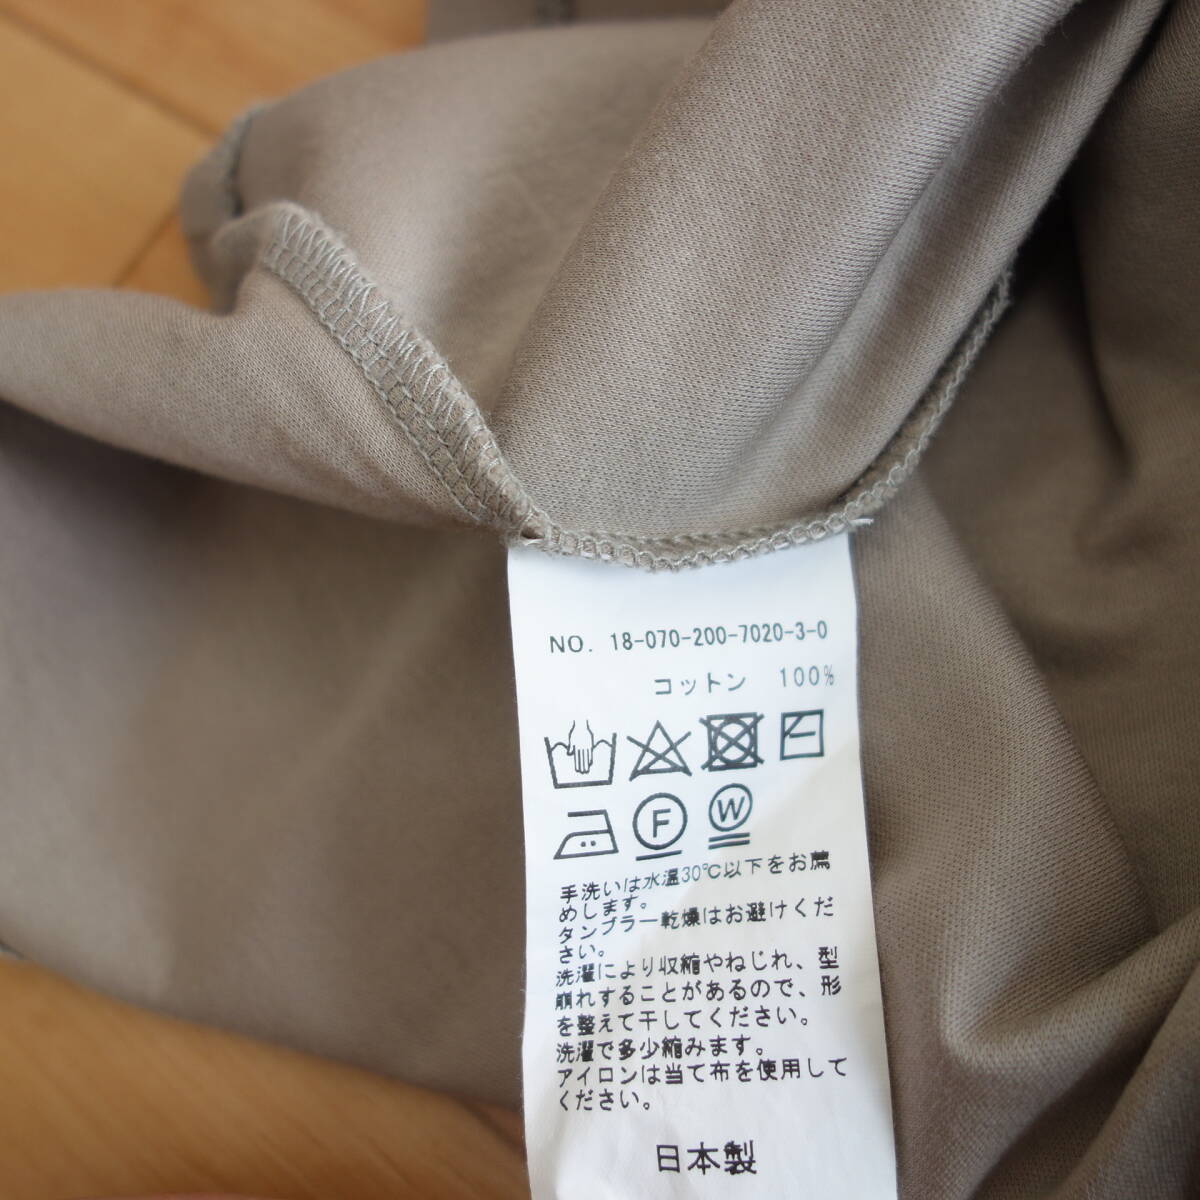 NO. 18-070-200-7020-3-0
コットン 100%
F W
手洗いは水温30℃以下をお薦
めします。
タンブラー乾燥はお避けくだ
さい。
洗濯により収縮やねじれ、型
崩れすることがあるので、形
を整えて干してください。
洗濯で多少縮みます。
アイロンは当て布を使用して
ください。
日本製